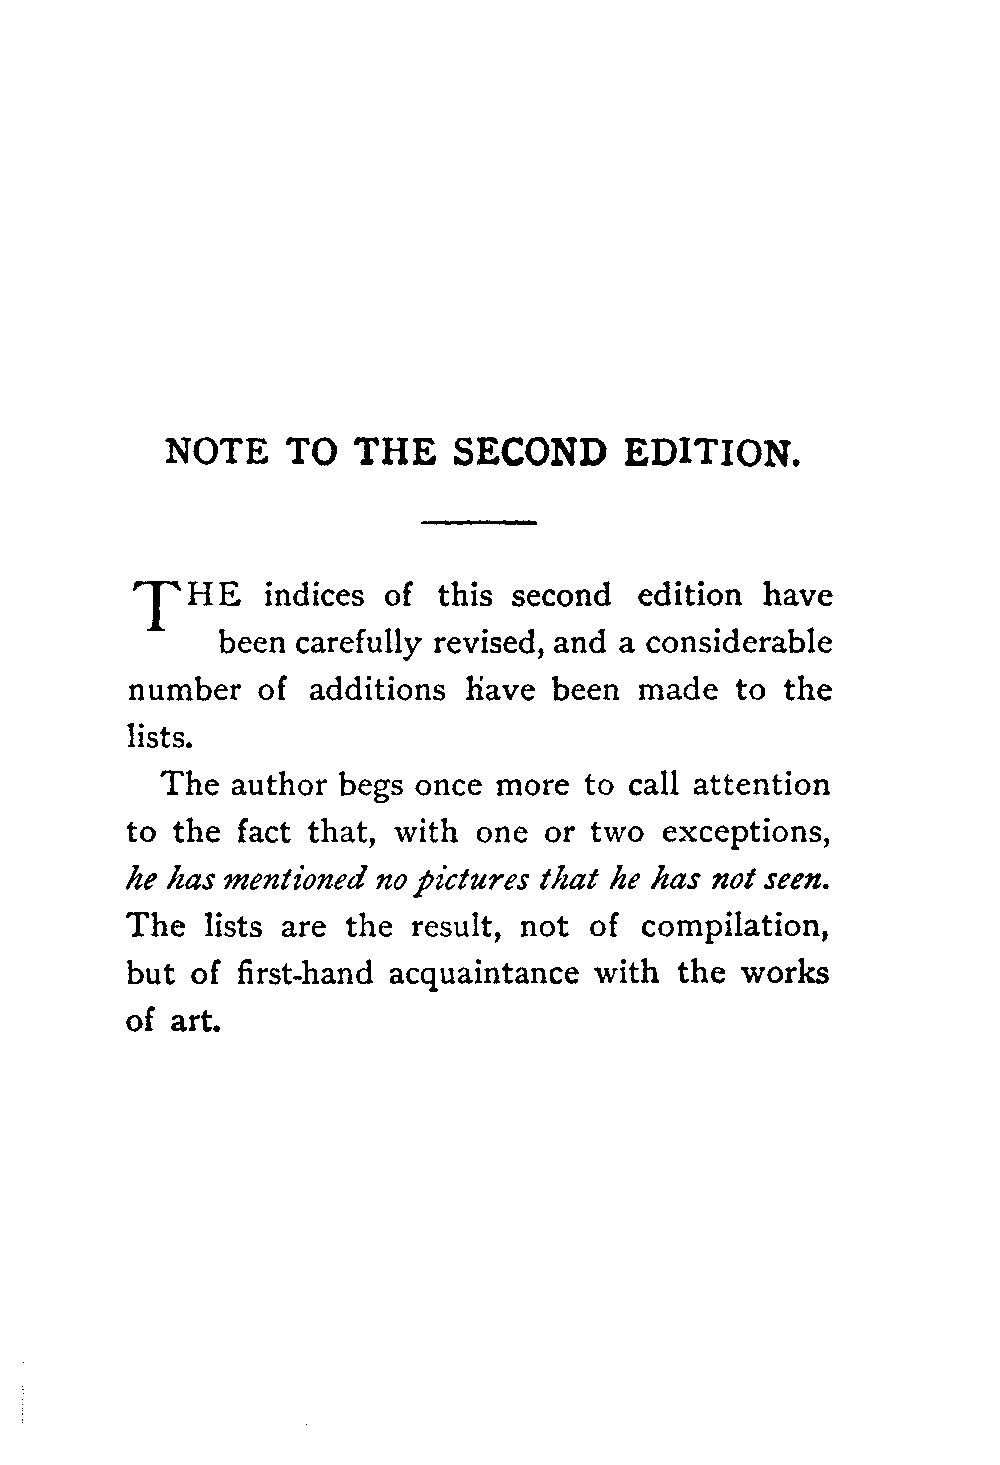 NOTE TO THE SECOND EDITION.
THE indices of this second edition have
been carefully revised, and a considerable
number of additions have been made to the
lists.
The author begs once more to call attention
to the fact that, with one or two exceptions,
he has mentioned no pictures that he has not seen.
The lists are the result, not of compilation,
but of first-hand acquaintance with the works
of art.